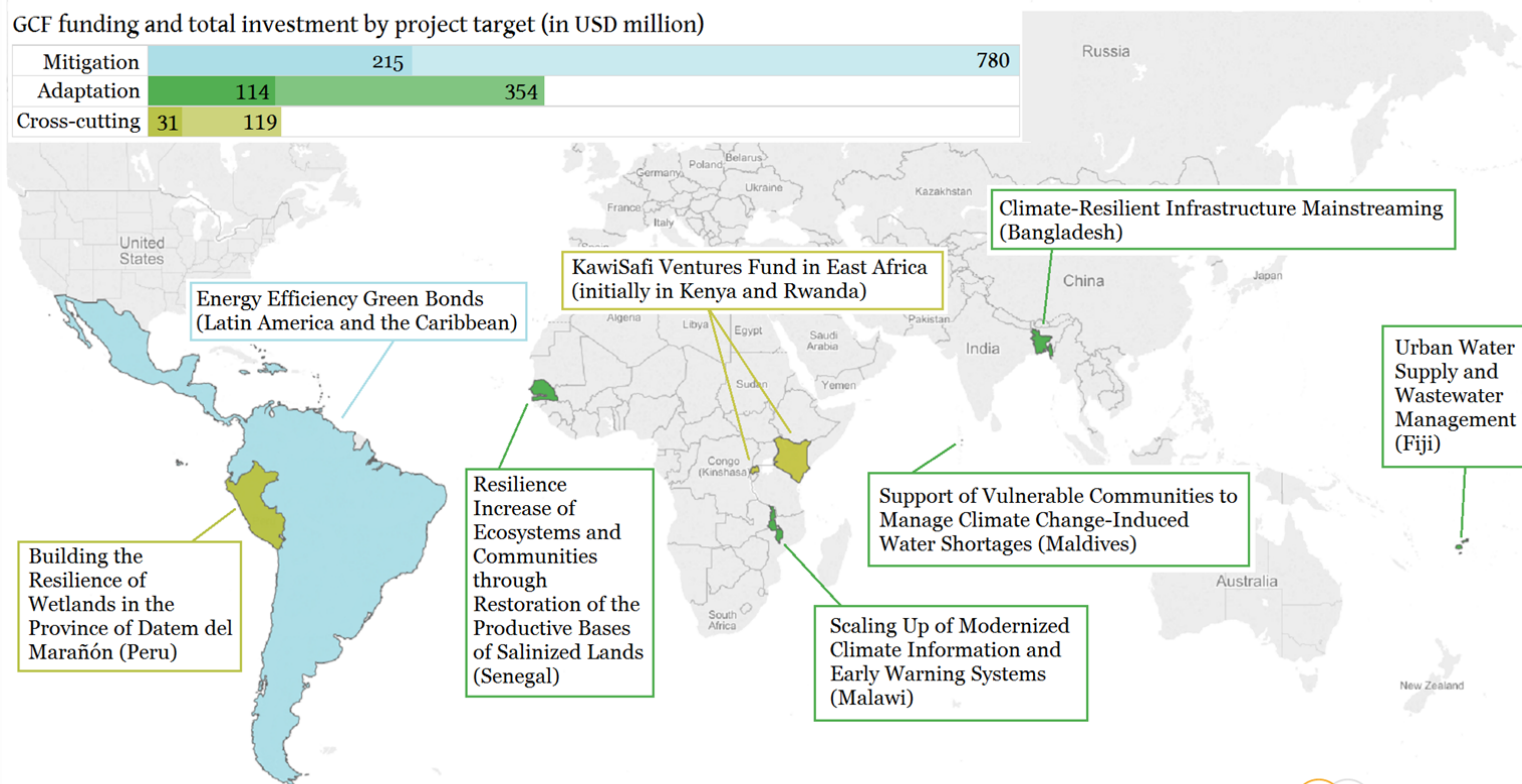 GCF funding and total investment by project target (in USD million)
Mitigation 215 780
Adaptation 114 354
Cross-cutting 31 119
Russia
Germany
Poland
Belarus
Ukraine
France
Italy
Kazakhstan
United
States
Climate-Resilient Infrastructure Mainstreaming
(Bangladesh)
KawiSafi Ventures Fund in East Africa
(initially in Kenya and Rwanda)
China
Japan
Energy Efficiency Green Bonds
(Latin America and the Caribbean)
Algeria
Libya
Egypt
Saudi
Arabia
Pakistan
India
Sudan
Yemen
Urban Water
Supply and
Wastewater
Management
(Fiji)
Congo
(Kinshasa)
Resilience
Increase of
Ecosystems and
Communities
through
Restoration of the
Productive Bases
of Salinized Lands
(Senegal)
Support of Vulnerable Communities to
Manage Climate Change-Induced
Water Shortages (Maldives)
Building the
Resilience of
Wetlands in the
Province of Datem del
Marañón (Peru)
Australia
South
Africa
Scaling Up of Modernized
Climate Information and
Early Warning Systems
(Malawi)
New Zealand